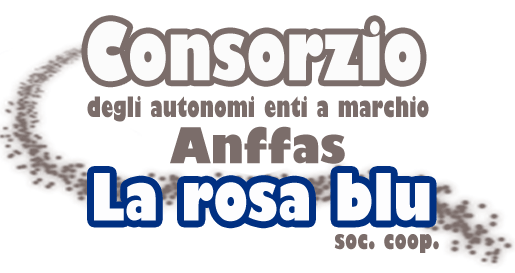 Consorzio
degli autonomi enti a marchio
Anffas
La rosa blu
soc. coop.